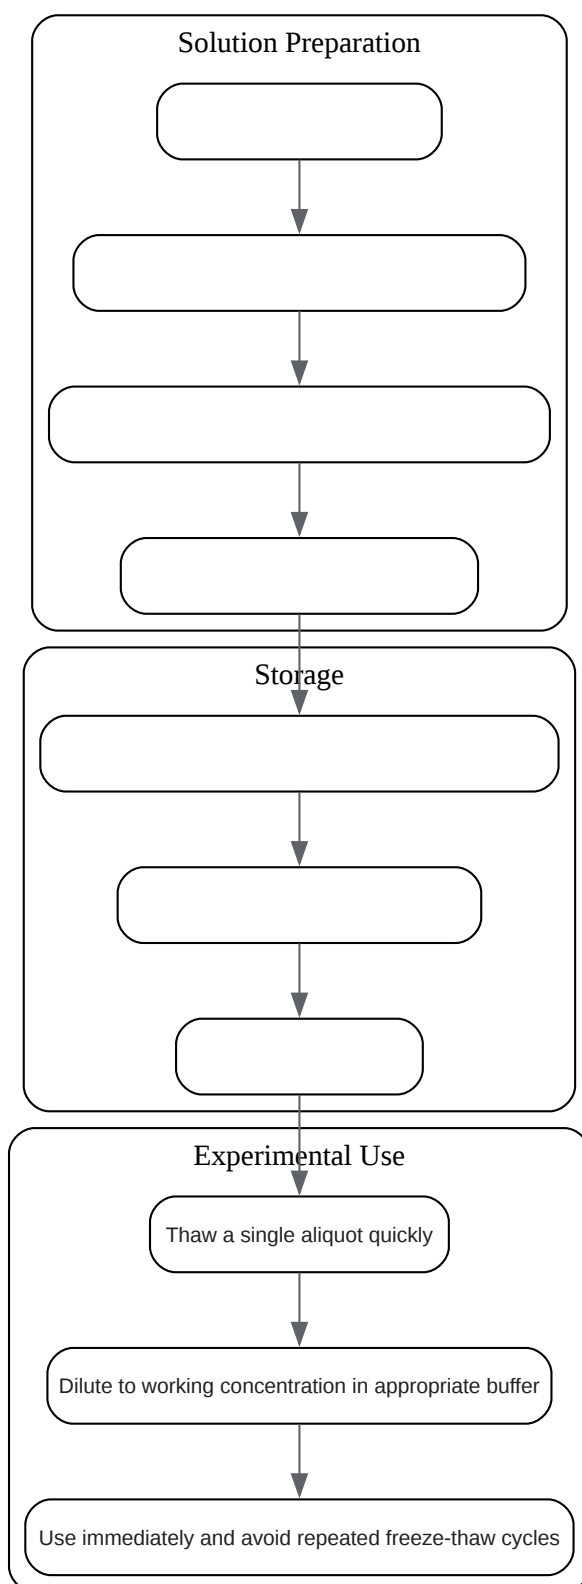 Solution Preparation
Storage
Experimental Use
Thaw a single aliquot quickly
Dilute to working concentration in appropriate buffer
Use immediately and avoid repeated freeze-thaw cycles